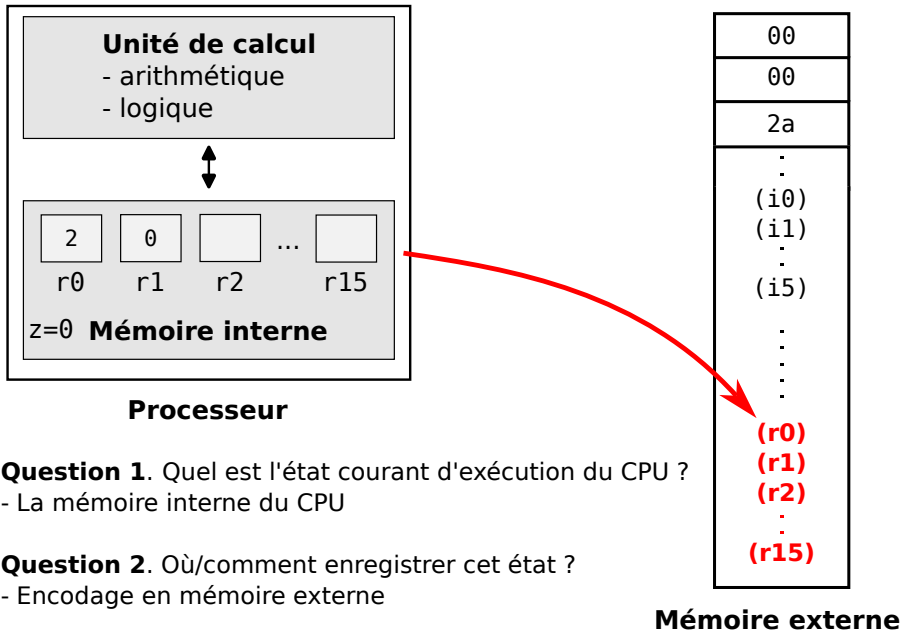 Unité de calcul
- arithmétique
- logique
2 0 ...
r0 r1 r2 r15
z=0 Mémoire interne
Processeur
Question 1. Quel est l'état courant d'exécution du CPU ?
- La mémoire interne du CPU
Question 2. Où/comment enregistrer cet état ?
- Encodage en mémoire externe
00
00
2a
(i0)
(i1)
(i5)
(r0)
(r1)
(r2)
(r15)
Mémoire externe